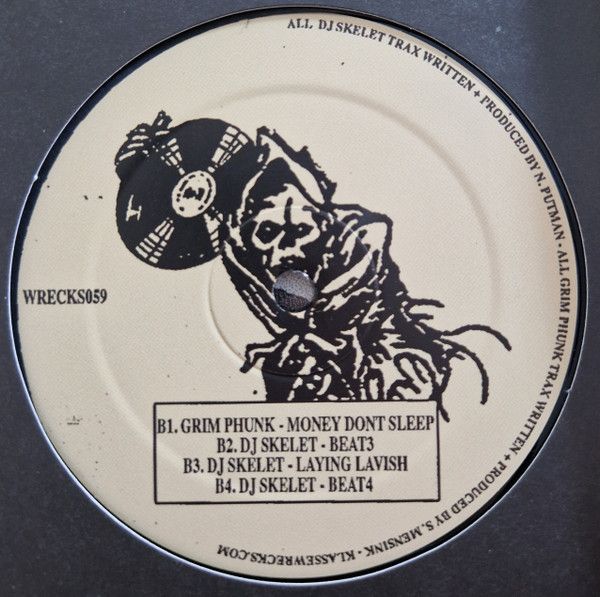 ALL DJ SKELET TRAX WRITTEN + PRODUCED BY N. PUTMAN - ALL GRIM PHUNK TRAX WRITTEN + PRODUCED BY S. MENSINK - KLASSEWRECKS.COM
WRECKS059
B1. GRIM PHUNK - MONEY DONT SLEEP
B2. DJ SKELET - BEAT3
B3. DJ SKELET - LAYING LAVISH
B4. DJ SKELET - BEAT4